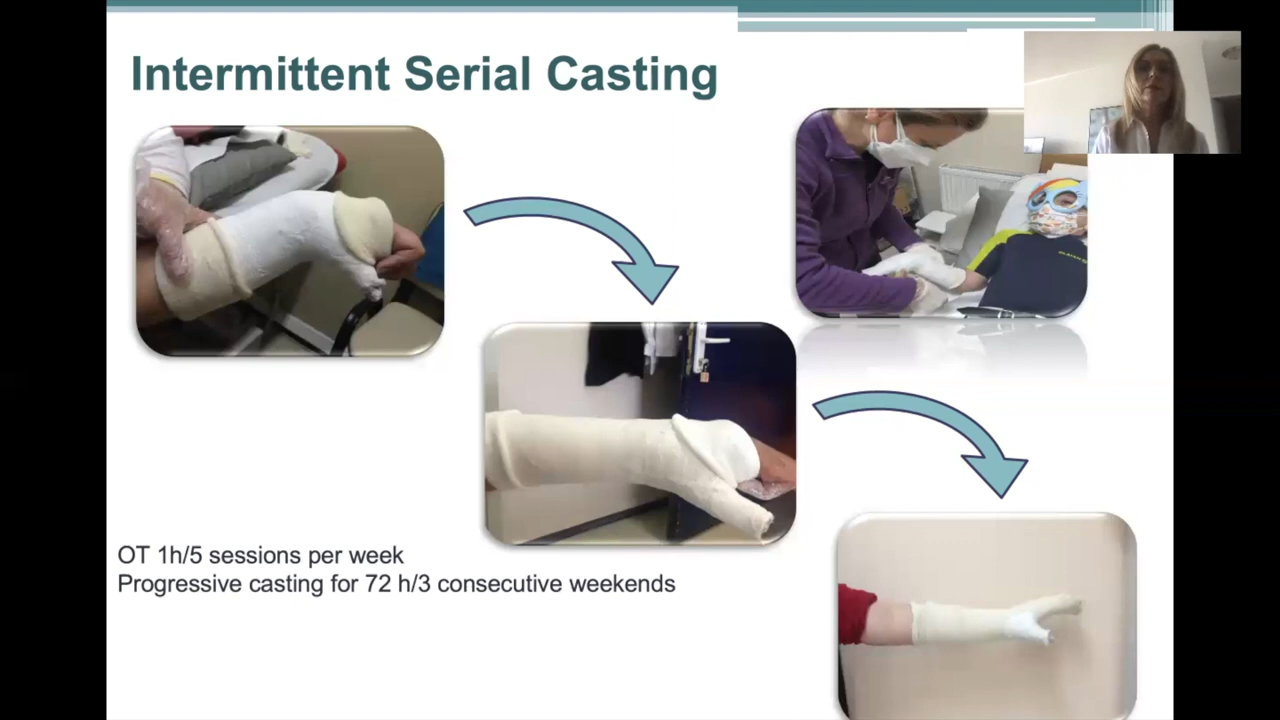 Intermittent Serial Casting
OT 1h/5 sessions per week
Progressive casting for 72 h/3 consecutive weekends